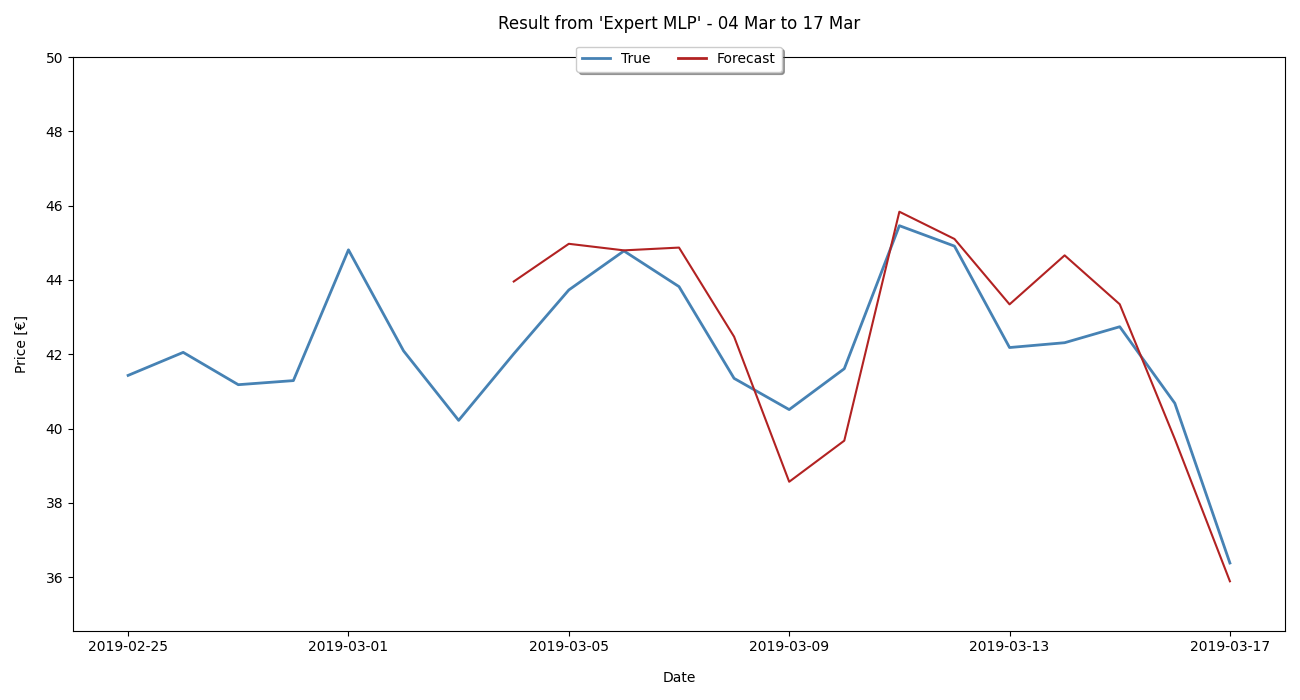 Result from 'Expert MLP' - 04 Mar to 17 Mar
True Forecast
50
48
46
44
42
40
38
36
Price [€]
2019-02-25 2019-03-01 2019-03-05 2019-03-09 2019-03-13 2019-03-17
Date